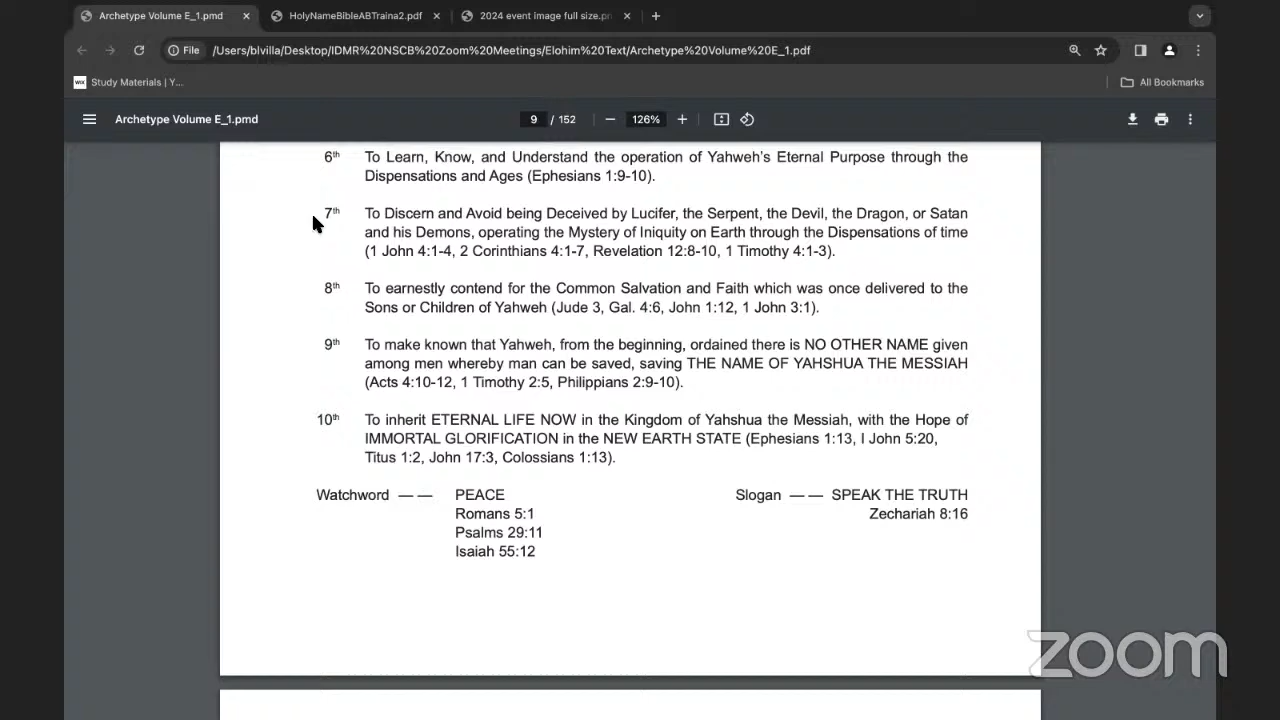 Archetype Volume E_1.pmd
HolyNameBibleABTraina2.pdf
2024 event image full size.pn
File /Users/blvilla/Desktop/IDMR%20NSCB%20Zoom%20Meetings/Elohim%20Text/Archetype%20Volume%20E_1.pdf
WIX Study Materials | Y...
All Bookmarks
Archetype Volume E_1.pmd
9 / 152
126%
6th To Learn, Know, and Understand the operation of Yahweh's Eternal Purpose through the
Dispensations and Ages (Ephesians 1:9-10).
7th To Discern and Avoid being Deceived by Lucifer, the Serpent, the Devil, the Dragon, or Satan
and his Demons, operating the Mystery of Iniquity on Earth through the Dispensations of time
(1 John 4:1-4, 2 Corinthians 4:1-7, Revelation 12:8-10, 1 Timothy 4:1-3).
8th To earnestly contend for the Common Salvation and Faith which was once delivered to the
Sons or Children of Yahweh (Jude 3, Gal. 4:6, John 1:12, 1 John 3:1).
9th To make known that Yahweh, from the beginning, ordained there is NO OTHER NAME given
among men whereby man can be saved, saving THE NAME OF YAHSHUA THE MESSIAH
(Acts 4:10-12, 1 Timothy 2:5, Philippians 2:9-10).
10th To inherit ETERNAL LIFE NOW in the Kingdom of Yahshua the Messiah, with the Hope of
IMMORTAL GLORIFICATION in the NEW EARTH STATE (Ephesians 1:13, I John 5:20,
Titus 1:2, John 17:3, Colossians 1:13).
Watchword — — PEACE
Romans 5:1
Psalms 29:11
Isaiah 55:12
Slogan — — SPEAK THE TRUTH
Zechariah 8:16
zoom